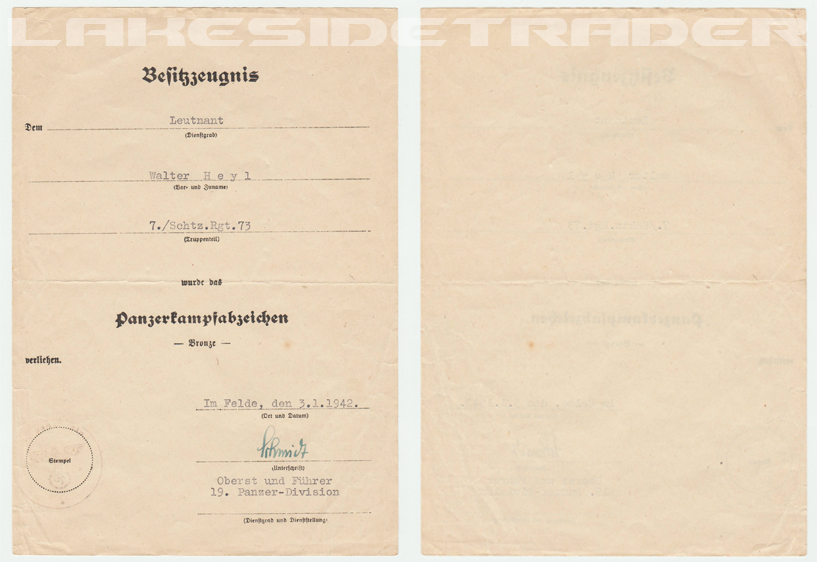 LAKESIDETRADER
Besitzzeugnis
Dem Leutnant
(Dienstgrad)
Walter Heyl
(Vor- und Zuname)
7./Schtz.Rgt.73
(Truppenteil)
wurde das
Panzerkampfabzeichen
— Bronze —
verliehen.
Im Felde, den 3.1.1942.
(Ort und Datum)
Schmidt
(Unterschrift)
Stempel
Oberst und Führer
19. Panzer-Division
(Dienstgrad und Dienststellung)